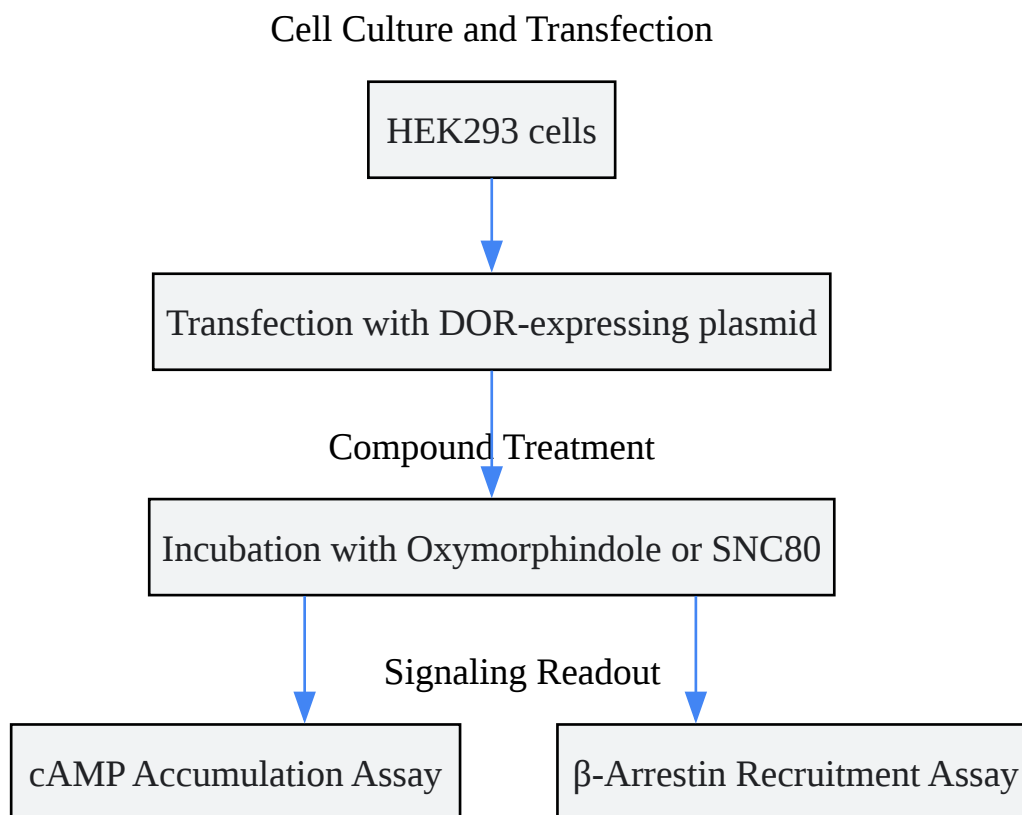 Cell Culture and Transfection
HEK293 cells
Transfection with DOR-expressing plasmid
Compound Treatment
Incubation with Oxymorphindole or SNC80
Signaling Readout
cAMP Accumulation Assay
β-Arrestin Recruitment Assay